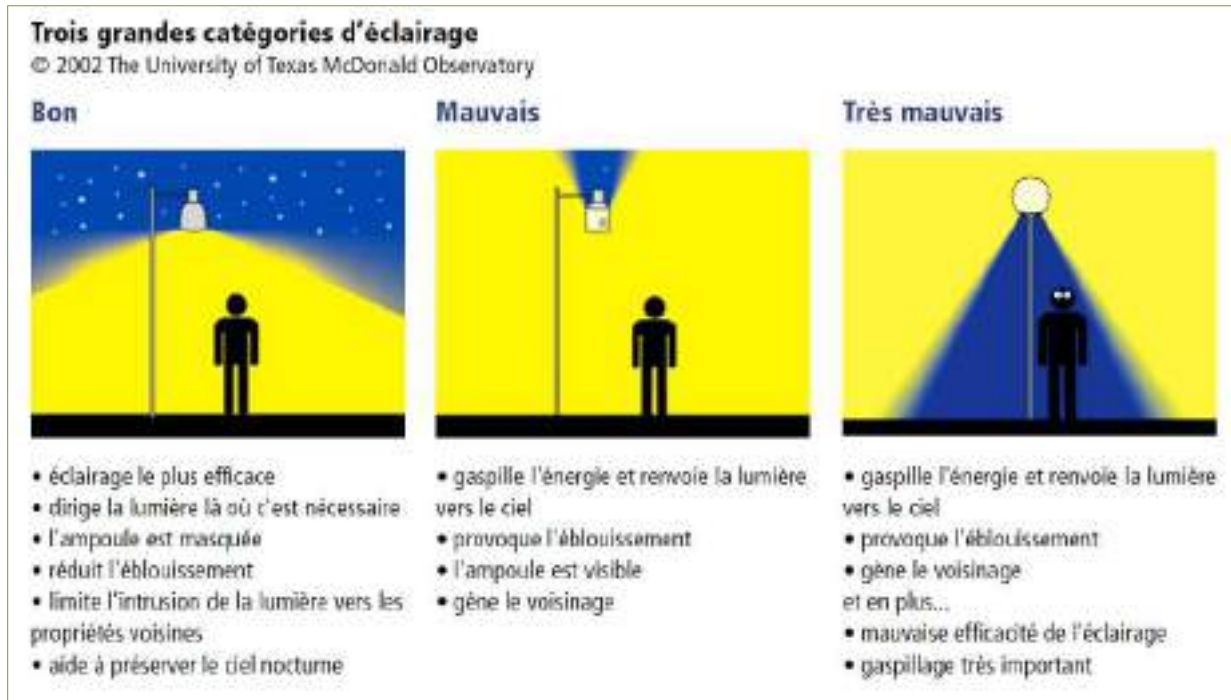 Trois grandes catégories d'éclairage
© 2002 The University of Texas McDonald Observatory
Bon
• éclairage le plus efficace
• dirige la lumière là où c'est nécessaire
• l'ampoule est masquée
• réduit l'éblouissement
• limite l'intrusion de la lumière vers les
propriétés voisines
• aide à préserver le ciel nocturne
Mauvais
• gaspille l'énergie et renvoie la lumière
vers le ciel
• provoque l'éblouissement
• l'ampoule est visible
• gène le voisinage
Très mauvais
• gaspille l'énergie et renvoie la lumière
vers le ciel
• provoque l'éblouissement
• gène le voisinage
et en plus...
• mauvaise efficacité de l'éclairage
• gaspillage très important